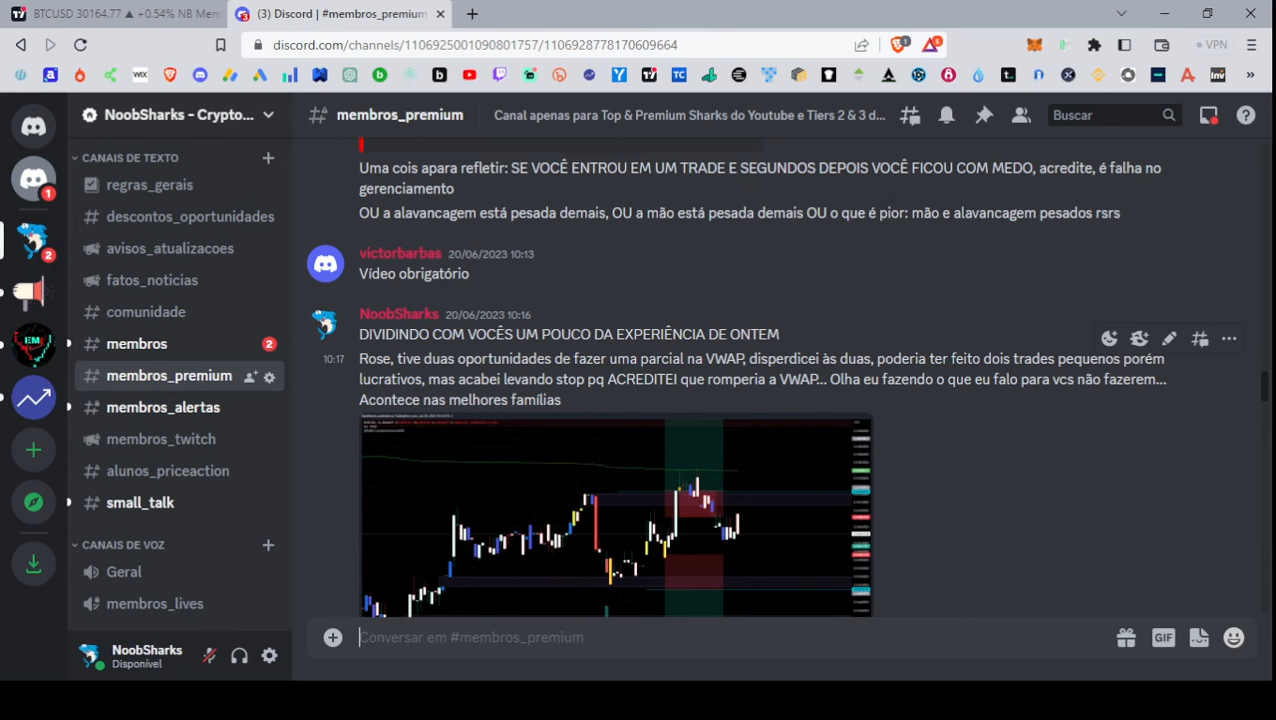 BTCUSD 30164.77 ▲ +0.54% NB Mem
(3) Discord | #membros_premium
discord.com/channels/1106925001090801757/1106928778170609664
VPN
NoobSharks - Crypto...
membros_premium
Canal apenas para Top & Premium Sharks do Youtube e Tiers 2 & 3 d...
Buscar
CANAIS DE TEXTO
regras_gerais
descontos_oportunidades
avisos_atualizacoes
fatos_noticias
comunidade
membros
2
membros_premium
membros_alertas
membros_twitch
alunos_priceaction
small_talk
CANAIS DE VOZ
Geral
membros_lives
NoobSharks
Disponível
Uma cois apara refletir: SE VOCÊ ENTROU EM UM TRADE E SEGUNDOS DEPOIS VOCÊ FICOU COM MEDO, acredite, é falha no
gerenciamento
OU a alavancagem está pesada demais, OU a mão está pesada demais OU o que é pior: mão e alavancagem pesados rsrs
victorbarbas 20/06/2023 10:13
Vídeo obrigatório
NoobSharks 20/06/2023 10:16
DIVIDINDO COM VOCÊS UM POUCO DA EXPERIÊNCIA DE ONTEM
10:17 Rose, tive duas oportunidades de fazer uma parcial na VWAP, disperdicei às duas, poderia ter feito dois trades pequenos porém
lucrativos, mas acabei levando stop pq ACREDITEI que romperia a VWAP... Olha eu fazendo o que eu falo para vcs não fazerem...
Acontece nas melhores famílias
Conversar em #membros_premium
GIF